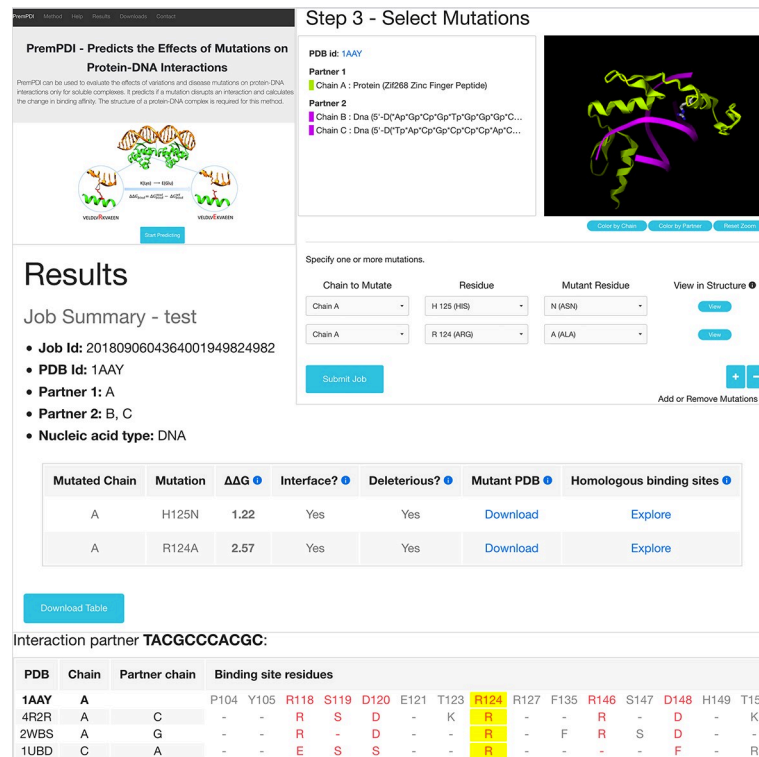 PremPDI Method Help Results Downloads Contact
PremPDI - Predicts the Effects of Mutations on
Protein-DNA Interactions
PremPDI can be used to evaluate the effects of variations and disease mutations on protein-DNA
interactions only for soluble complexes. It predicts if a mutation disrupts an interaction and calculates
the change in binding affinity. The structure of a protein-DNA complex is required for this method.
VELDLVRKVAEEN
VELDLVEKVAEEN
Start Predicting
Step 3 - Select Mutations
PDB id: 1AAY
Partner 1
Chain A : Protein (Zif268 Zinc Finger Peptide)
Partner 2
Chain B : Dna (5'-D(*Ap*Gp*Cp*Gp*Tp*Gp*Gp*Gp*C...
Chain C : Dna (5'-D(*Tp*Ap*Cp*Gp*Cp*Cp*Cp*Ap*C...
Color by Chain Color by Partner Reset Zoom
Specify one or more mutations.
Chain to Mutate Residue Mutant Residue View in Structure
Chain A H 125 (HIS) N (ASN) View
Chain A R 124 (ARG) A (ALA) View
Submit Job + −
Add or Remove Mutations
Results
Job Summary - test
• Job Id: 2018090604364001949824982
• PDB Id: 1AAY
• Partner 1: A
• Partner 2: B, C
• Nucleic acid type: DNA
Mutated Chain Mutation ΔΔG Interface? Deleterious? Mutant PDB Homologous binding sites
A H125N 1.22 Yes Yes Download Explore
A R124A 2.57 Yes Yes Download Explore
Download Table
Interaction partner TACGCCCACGC:
PDB Chain Partner chain Binding site residues
1AAY A P104 Y105 R118 S119 D120 E121 T123 R124 R127 F135 R146 S147 D148 H149 T15
4R2R A C - - R S D - K R - - R - D - K
2WBS A G - - R - D - - R - F R S D - -
1UBD C A - - E S S - - R - - - - F - R